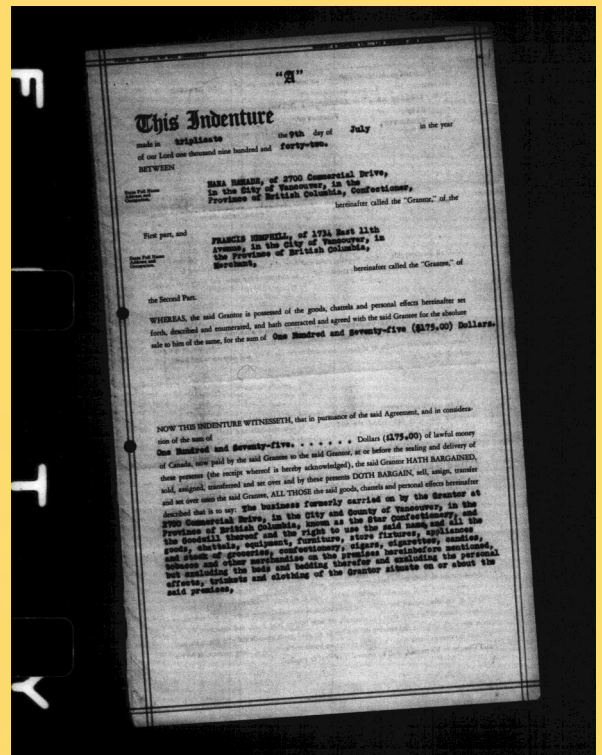 "A"
This Indenture
made in triplicate the 9th day of July in the year
of our Lord one thousand nine hundred and forty-two.
BETWEEN
State Full Name
Address and
Occupation.
HANA HAMADE, of 2700 Commercial Drive,
in the City of Vancouver, in the
Province of British Columbia, Confectioner,
hereinafter called the "Grantor," of the
First part, and
State Full Name
Address and
Occupation.
FRANCIS HEMPHILL, of 1734 East 11th
Avenue, in the City of Vancouver, in
the Province of British Columbia,
Merchant,
hereinafter called the "Grantee," of
the Second Part.
WHEREAS, the said Grantor is possessed of the goods, chattels and personal effects hereinafter set
forth, described and enumerated, and hath contracted and agreed with the said Grantee for the absolute
sale to him of the same, for the sum of One Hundred and Seventy-five ($175.00) Dollars.
NOW THIS INDENTURE WITNESSETH, that in pursuance of the said Agreement, and in considera-
tion of the sum of
One Hundred and Seventy-five. . . . . . . Dollars ($175.00) of lawful money
of Canada, now paid by the said Grantee to the said Grantor, at or before the sealing and delivery of
these presents (the receipt whereof is hereby acknowledged), the said Grantor HATH BARGAINED,
sold, assigned, transferred and set over and by these presents DOTH BARGAIN, sell, assign, transfer
and set over unto the said Grantee, ALL THOSE the said goods, chattels and personal effects hereinafter
described that is to say: The business formerly carried on by the Grantor at
2700 Commercial Drive, in the City and County of Vancouver, in the
Province of British Columbia, known as the Star Confectionery, and
the Goodwill thereof and the right to use the said name, and all the
goods, chattels, equipment, furniture, store fixtures, appliances
and stock of groceries, confectionery, cigars, cigarettes, candies,
tobacco and other merchandise on the premises hereinbefore mentioned,
but excluding the beds and bedding therefor and excluding the personal
effects, trinkets and clothing of the Grantor situate on or about the
said premises,
F
T
Y